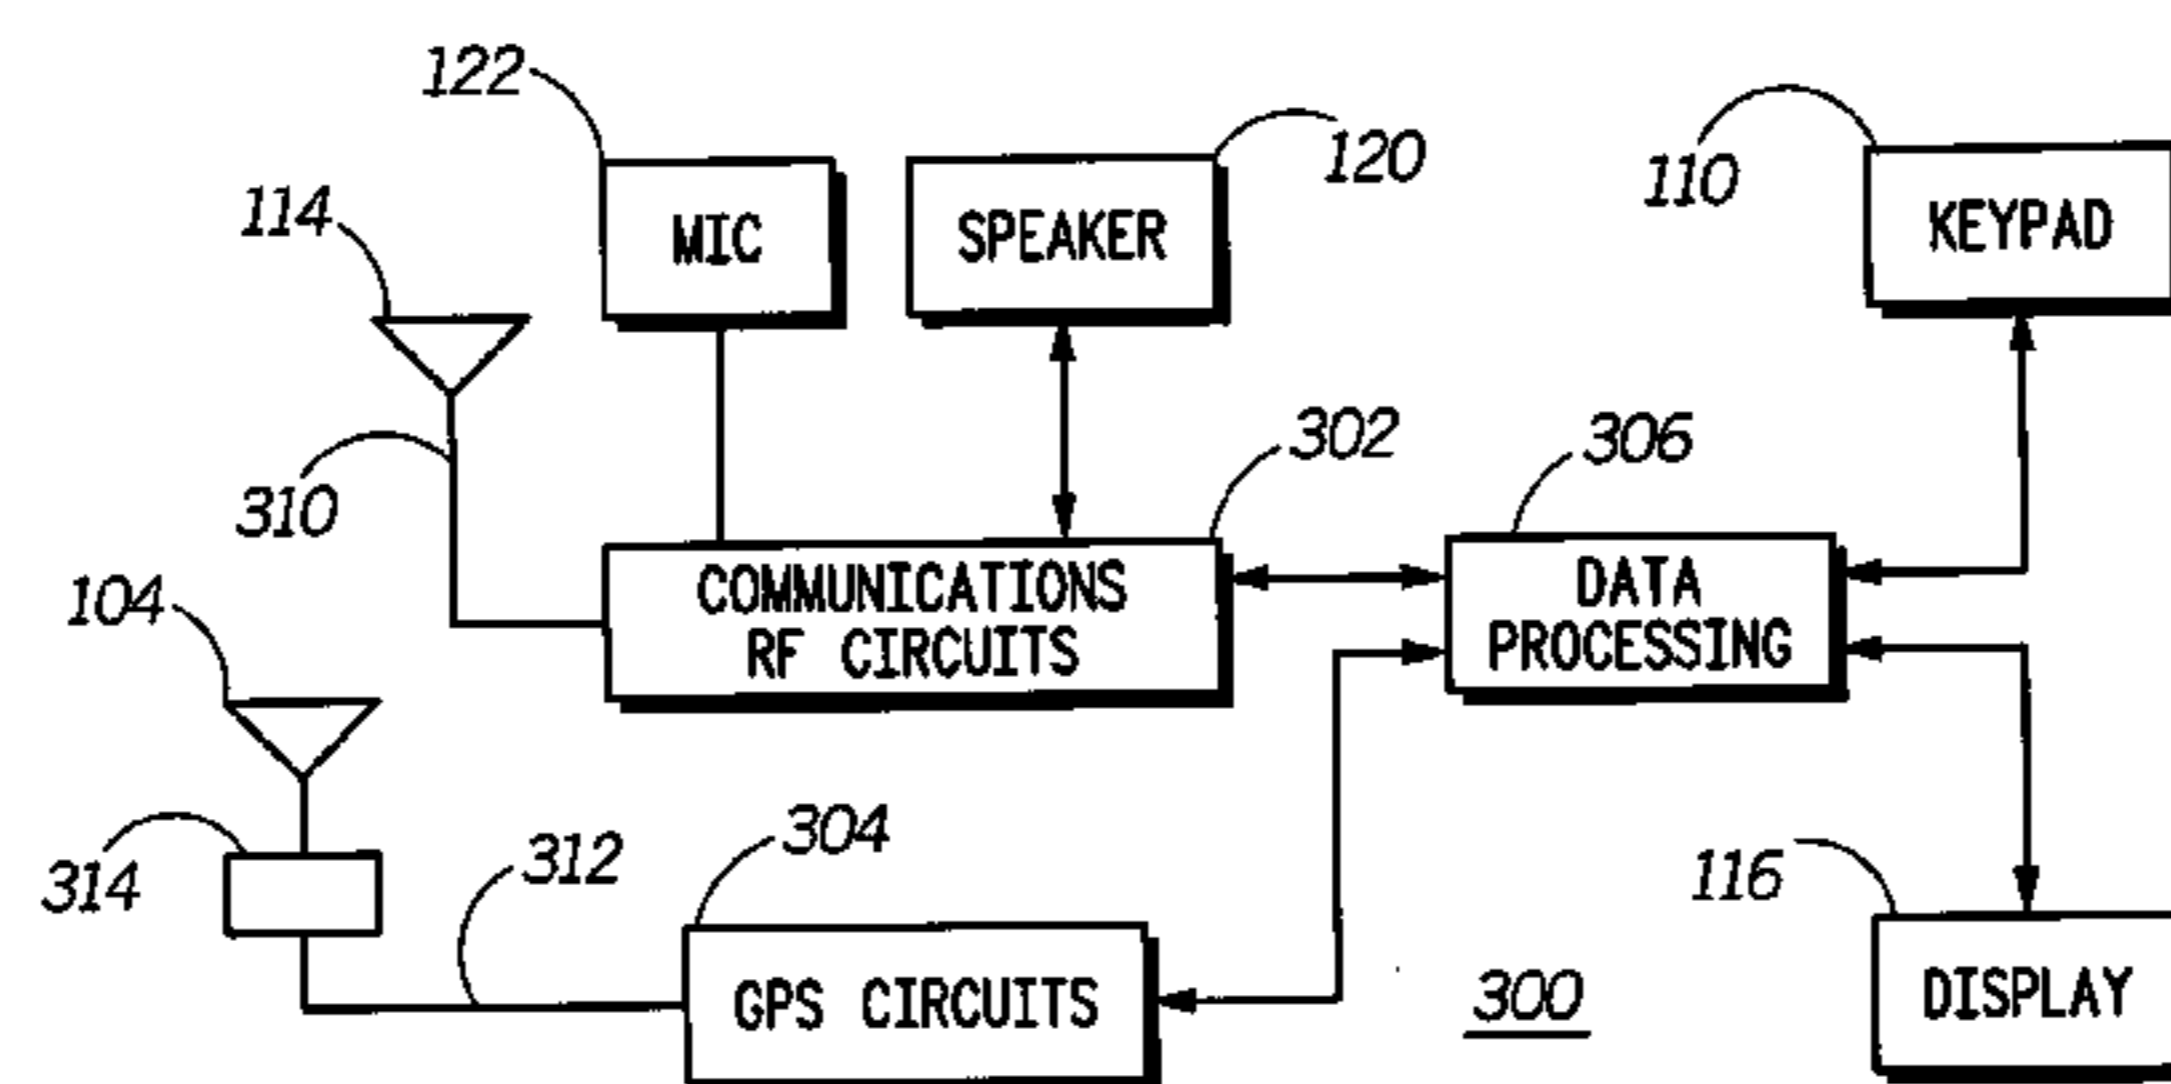 122
120
110
114
MIC
SPEAKER
KEYPAD
310
302
306
104
COMMUNICATIONS
RF CIRCUITS
DATA
PROCESSING
314
312
304
116
GPS CIRCUITS
300
DISPLAY